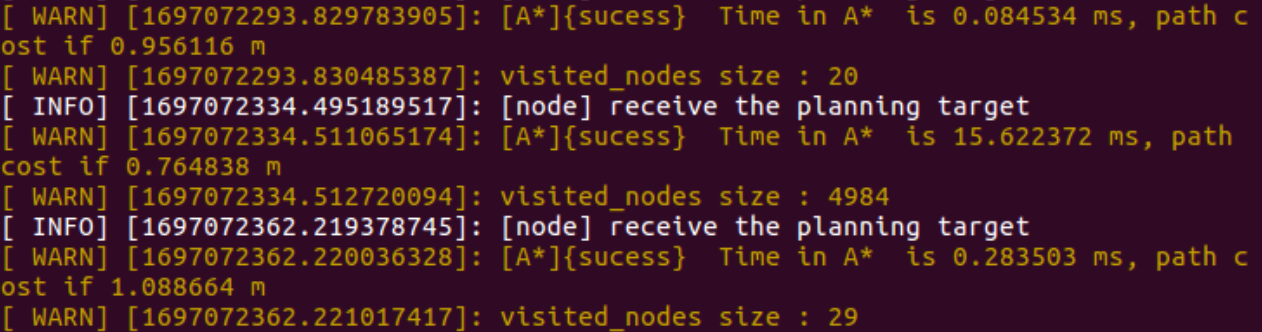 [ WARN] [1697072293.829783905]: [A*]{sucess}  Time in A*  is 0.084534 ms, path c
ost if 0.956116 m
[ WARN] [1697072293.830485387]: visited_nodes size : 20
[ INFO] [1697072334.495189517]: [node] receive the planning target
[ WARN] [1697072334.511065174]: [A*]{sucess}  Time in A*  is 15.622372 ms, path
cost if 0.764838 m
[ WARN] [1697072334.512720094]: visited_nodes size : 4984
[ INFO] [1697072362.219378745]: [node] receive the planning target
[ WARN] [1697072362.220036328]: [A*]{sucess}  Time in A*  is 0.283503 ms, path c
ost if 1.088664 m
[ WARN] [1697072362.221017417]: visited_nodes size : 29